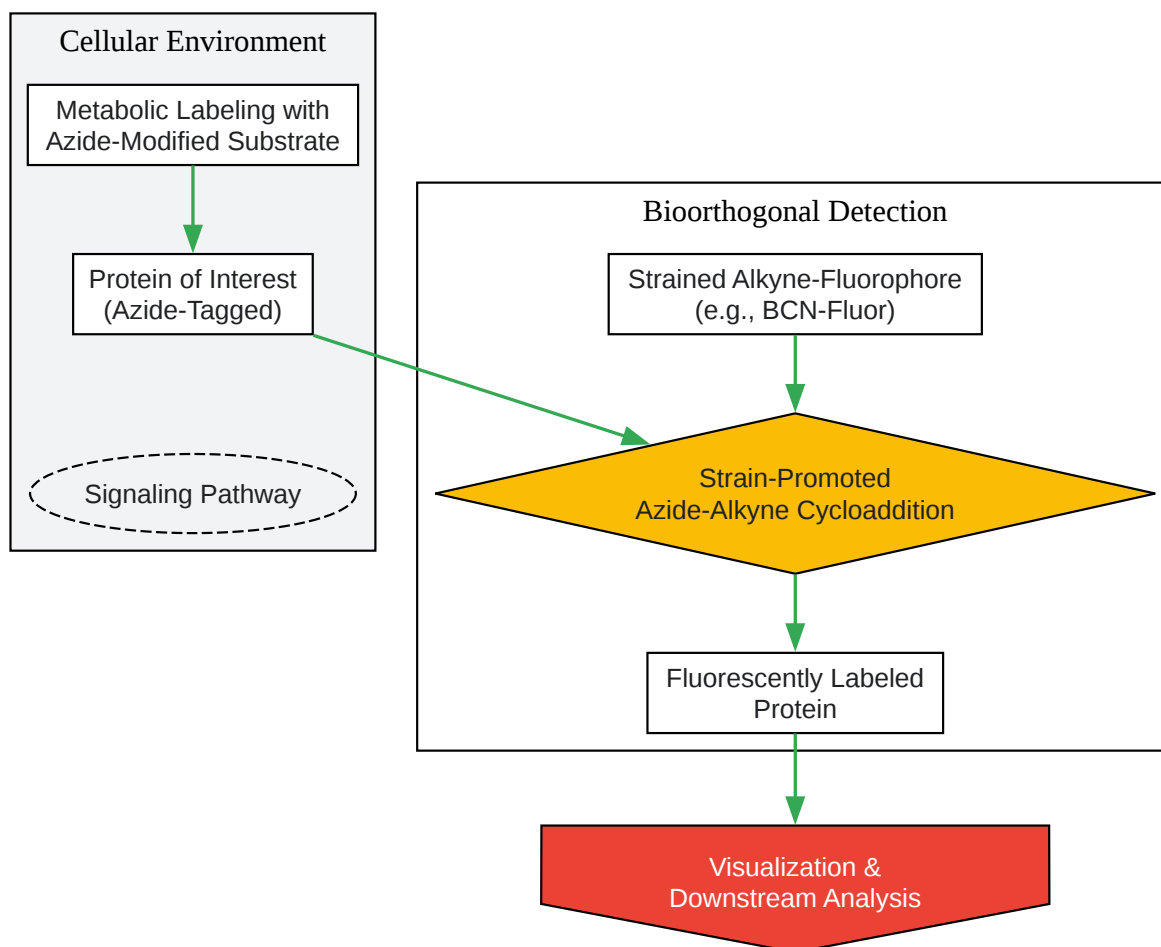 Cellular Environment
Metabolic Labeling with
Azide-Modified Substrate
Protein of Interest
(Azide-Tagged)
Signaling Pathway
Bioorthogonal Detection
Strained Alkyne-Fluorophore
(e.g., BCN-Fluor)
Strain-Promoted
Azide-Alkyne Cycloaddition
Fluorescently Labeled
Protein
Visualization &
Downstream Analysis